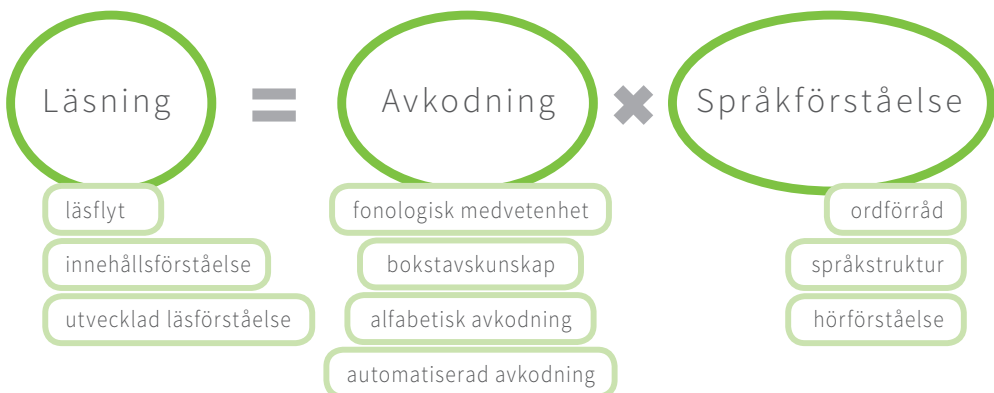 Läsning = Avkodning × Språkförståelse
läsflyt
innehållsförståelse
utvecklad läsförståelse
fonologisk medvetenhet
bokstavskunskap
alfabetisk avkodning
automatiserad avkodning
ordförråd
språkstruktur
hörförståelse